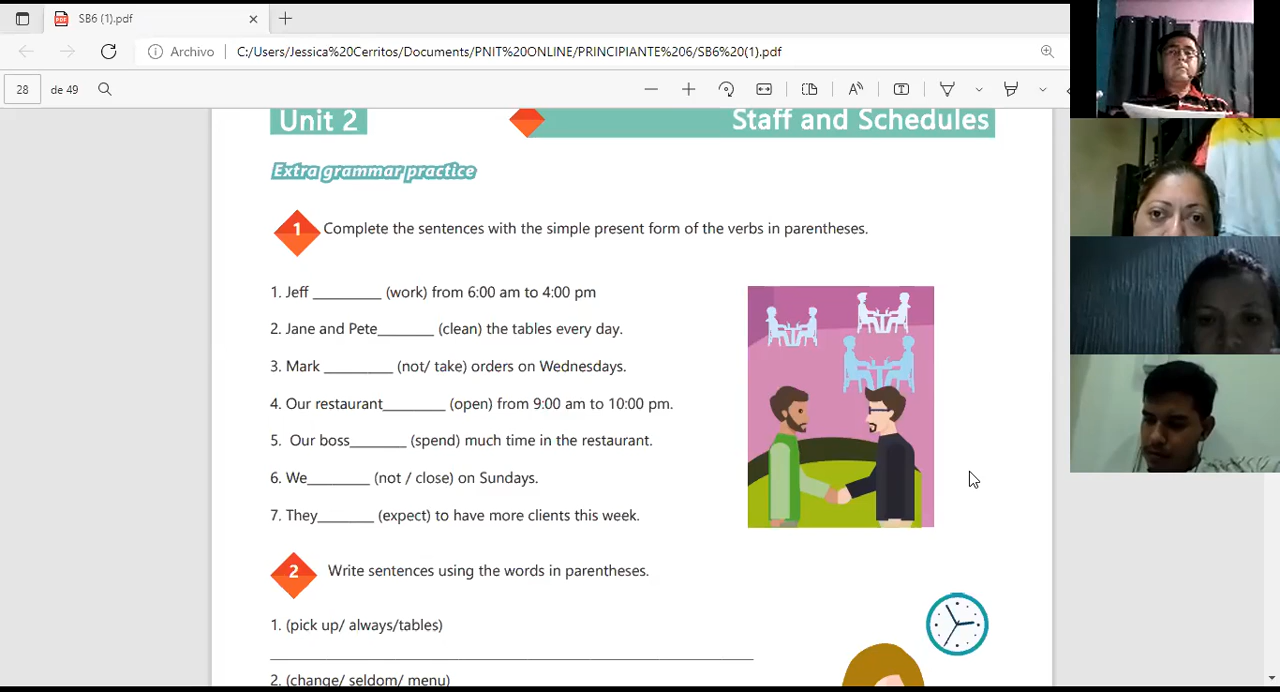 SB6 (1).pdf
Archivo C:/Users/Jessica%20Cerritos/Documents/PNIT%20ONLINE/PRINCIPIANTE%206/SB6%20(1).pdf
28 de 49
Unit 2 Staff and Schedules
Extra grammar practice
1 Complete the sentences with the simple present form of the verbs in parentheses.
1. Jeff _________ (work) from 6:00 am to 4:00 pm
2. Jane and Pete_______ (clean) the tables every day.
3. Mark _________ (not/ take) orders on Wednesdays.
4. Our restaurant________ (open) from 9:00 am to 10:00 pm.
5. Our boss_______ (spend) much time in the restaurant.
6. We________ (not / close) on Sundays.
7. They_______ (expect) to have more clients this week.
2 Write sentences using the words in parentheses.
1. (pick up/ always/tables)
2. (change/ seldom/ menu)